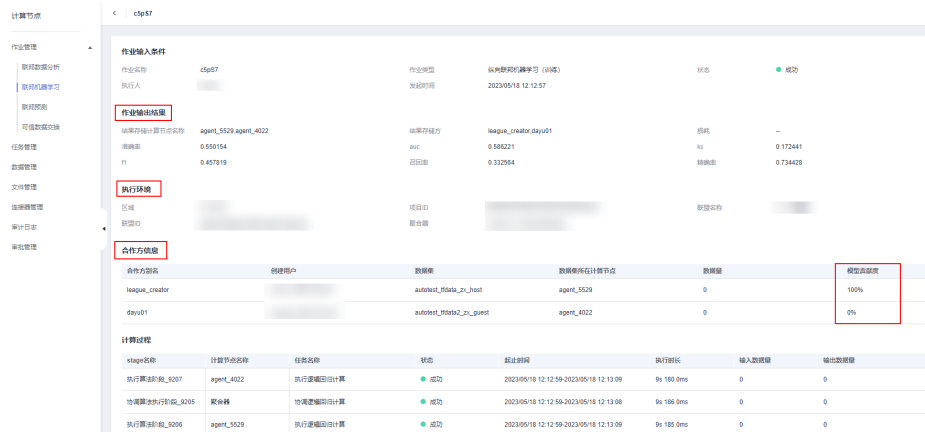 计算节点
作业管理
联邦数据分析
联邦机器学习
联邦预测
可信数据交换
任务管理
数据管理
文件管理
连接器管理
审计日志
审批管理
c5pS7
作业输入条件
作业名称 c5pS7 作业类型 纵向联邦机器学习（训练） 状态 成功
执行人 发起时间 2023/05/18 12:12:57
作业输出结果
结果存储计算节点名称 agent_5529,agent_4022 结果存储方 league_creator,dayu01 损耗 --
准确率 0.550154 auc 0.586221 ks 0.172441
f1 0.457819 召回率 0.332564 精确率 0.734428
执行环境
区域 项目ID 联盟名称
联盟ID 聚合器
合作方信息
合作方别名 创建用户 数据集 数据集所在计算节点 数据量 模型贡献度
league_creator autotest_tfdata_zx_host agent_5529 0 100%
dayu01 autotest_tfdata2_zx_guest agent_4022 0 0%
计算过程
stage名称 计算节点名称 任务名称 状态 起止时间 执行时长 输入数据量 输出数据量
执行算法阶段_9207 agent_4022 执行逻辑回归计算 成功 2023/05/18 12:12:59-2023/05/18 12:13:09 9s 180.0ms 0 0
协调算法执行阶段_9205 聚合器 协调逻辑回归计算 成功 2023/05/18 12:12:59-2023/05/18 12:13:08 9s 186.0ms 0 0
执行算法阶段_9206 agent_5529 执行逻辑回归计算 成功 2023/05/18 12:12:59-2023/05/18 12:13:09 9s 185.0ms 0 0